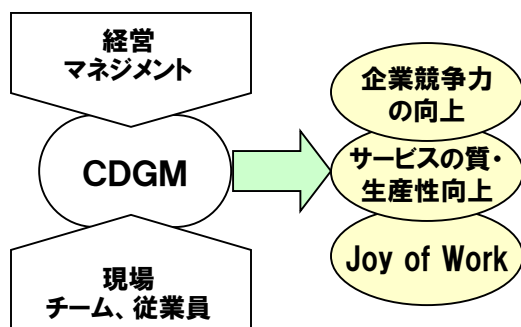 経営
マネジメント
CDGM
現場
チーム、従業員
企業競争力
の向上
サービスの質・
生産性向上
Joy of Work